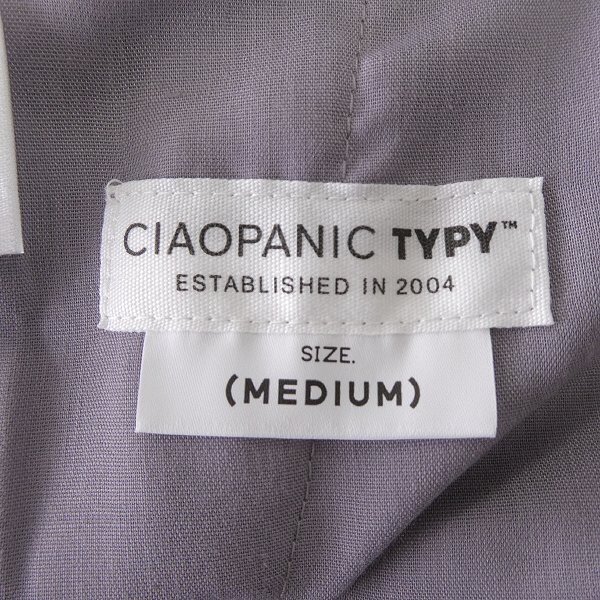 CIAOPANIC TYPY™
ESTABLISHED IN 2004
SIZE.
(MEDIUM)